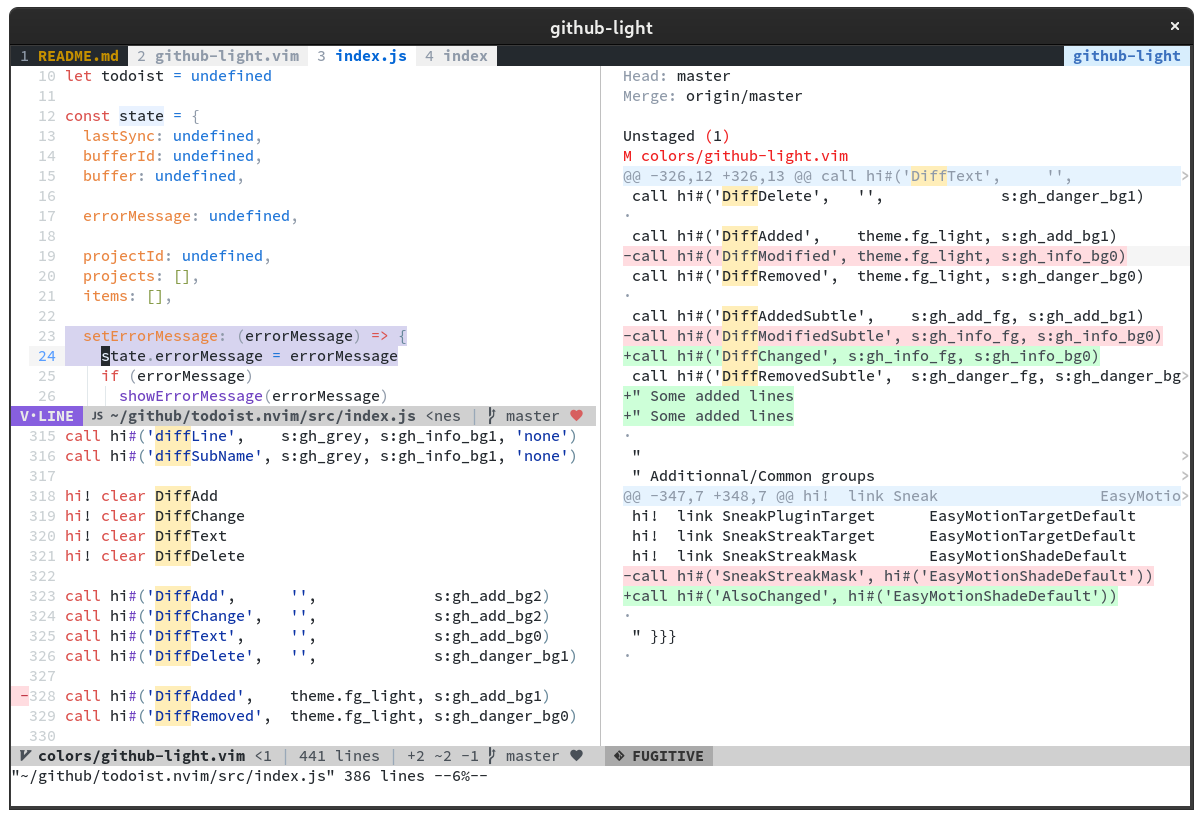 github-light ×
1 README.md 2 github-light.vim 3 index.js 4 index github-light
10 let todoist = undefined
11
12 const state = {
13 lastSync: undefined,
14 bufferId: undefined,
15 buffer: undefined,
16
17 errorMessage: undefined,
18
19 projectId: undefined,
20 projects: [],
21 items: [],
22
23 setErrorMessage: (errorMessage) => {
24 state.errorMessage = errorMessage
25 if (errorMessage)
26 showErrorMessage(errorMessage)
V·LINE JS ~/github/todoist.nvim/src/index.js <nes | master ♥
315 call hi#('diffLine', s:gh_grey, s:gh_info_bg1, 'none')
316 call hi#('diffSubName', s:gh_grey, s:gh_info_bg1, 'none')
317
318 hi! clear DiffAdd
319 hi! clear DiffChange
320 hi! clear DiffText
321 hi! clear DiffDelete
322
323 call hi#('DiffAdd', '', s:gh_add_bg2)
324 call hi#('DiffChange', '', s:gh_add_bg2)
325 call hi#('DiffText', '', s:gh_add_bg0)
326 call hi#('DiffDelete', '', s:gh_danger_bg1)
327
-328 call hi#('DiffAdded', theme.fg_light, s:gh_add_bg1)
329 call hi#('DiffRemoved', theme.fg_light, s:gh_danger_bg0)
330
colors/github-light.vim <1 | 441 lines | +2 ~2 -1 master ♥
"~/github/todoist.nvim/src/index.js" 386 lines --6%--
Head: master
Merge: origin/master
Unstaged (1)
M colors/github-light.vim
@@ -326,12 +326,13 @@ call hi#('DiffText', '', >
call hi#('DiffDelete', '', s:gh_danger_bg1)
·
call hi#('DiffAdded', theme.fg_light, s:gh_add_bg1)
-call hi#('DiffModified', theme.fg_light, s:gh_info_bg0)
call hi#('DiffRemoved', theme.fg_light, s:gh_danger_bg0)
·
call hi#('DiffAddedSubtle', s:gh_add_fg, s:gh_add_bg1)
-call hi#('DiffModifiedSubtle', s:gh_info_fg, s:gh_info_bg0)
+call hi#('DiffChanged', s:gh_info_fg, s:gh_info_bg0)
call hi#('DiffRemovedSubtle', s:gh_danger_fg, s:gh_danger_bg>
+" Some added lines
+" Some added lines
·
" >
" Additionnal/Common groups >
@@ -347,7 +348,7 @@ hi! link Sneak EasyMotio>
hi! link SneakPluginTarget EasyMotionTargetDefault
hi! link SneakStreakTarget EasyMotionTargetDefault
hi! link SneakStreakMask EasyMotionShadeDefault
-call hi#('SneakStreakMask', hi#('EasyMotionShadeDefault'))
+call hi#('AlsoChanged', hi#('EasyMotionShadeDefault'))
·
" }}}
·
FUGITIVE